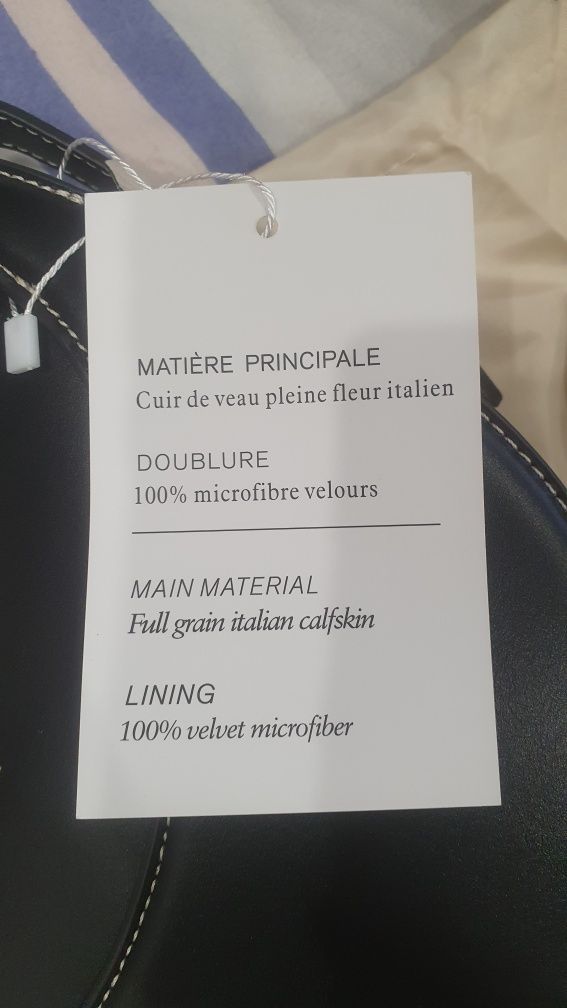 MATIÈRE PRINCIPALE
Cuir de veau pleine fleur italien
DOUBLURE
100% microfibre velours
MAIN MATERIAL
Full grain italian calfskin
LINING
100% velvet microfiber